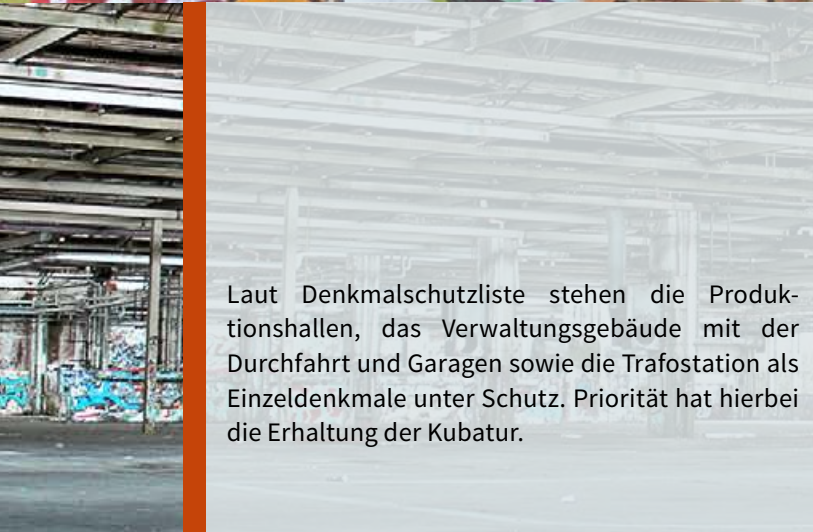 Laut Denkmalschutzliste stehen die Produk-
tionshallen, das Verwaltungsgebäude mit der
Durchfahrt und Garagen sowie die Trafostation als
Einzeldenkmale unter Schutz. Priorität hat hierbei
die Erhaltung der Kubatur.